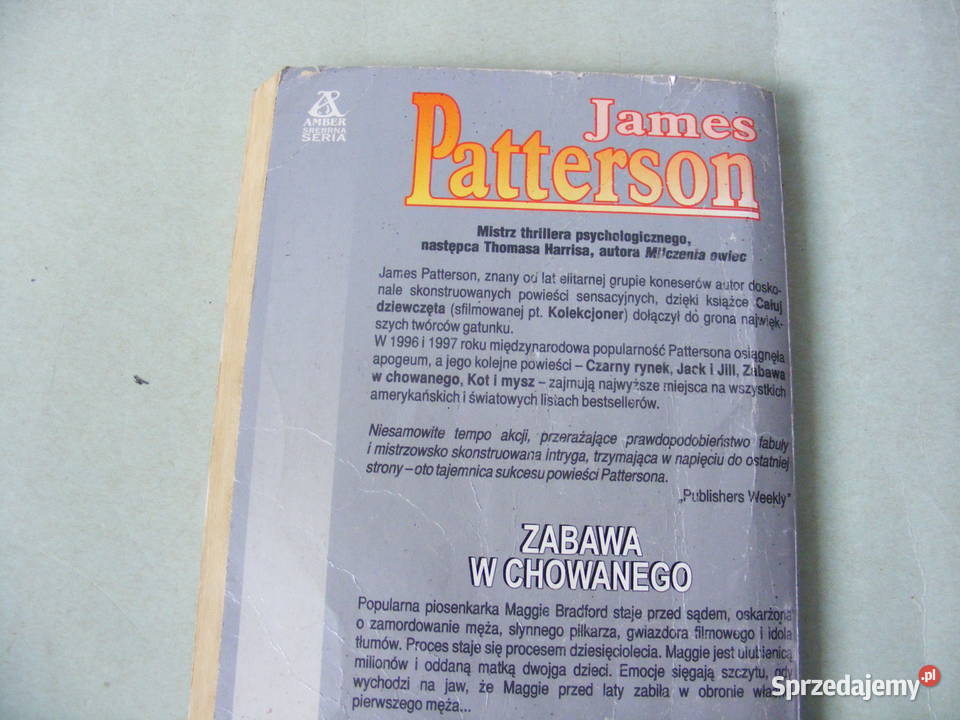 AMBER
SREBRNA
SERIA
James
Patterson
Mistrz thrillera psychologicznego,
następca Thomasa Harrisa, autora Milczenia owiec
James Patterson, znany od lat elitarnej grupie koneserów autor dosko-
nale skonstruowanych powieści sensacyjnych, dzięki książce Całuj
dziewczęta (sfilmowanej pt. Kolekcjoner) dołączył do grona najwięk-
szych twórców gatunku.
W 1996 i 1997 roku międzynarodowa popularność Pattersona osiągnęła
apogeum, a jego kolejne powieści – Czarny rynek, Jack i Jill, Zabawa
w chowanego, Kot i mysz – zajmują najwyższe miejsca na wszystkich
amerykańskich i światowych listach bestsellerów.
Niesamowite tempo akcji, przerażające prawdopodobieństwo fabuły
i mistrzowsko skonstruowana intryga, trzymająca w napięciu do ostatniej
strony – oto tajemnica sukcesu powieści Pattersona.
„Publishers Weekly"
ZABAWA
W CHOWANEGO
Popularna piosenkarka Maggie Bradford staje przed sądem, oskarżona
o zamordowanie męża, słynnego piłkarza, gwiazdora filmowego i idola
tłumów. Proces staje się procesem dziesięciolecia. Maggie jest ulubienicą
milionów i oddaną matką dwojga dzieci. Emocje sięgają szczytu, gdy
wychodzi na jaw, że Maggie przed laty zabiła w obronie
pierwszego męża...
Sprzedajemy.pl